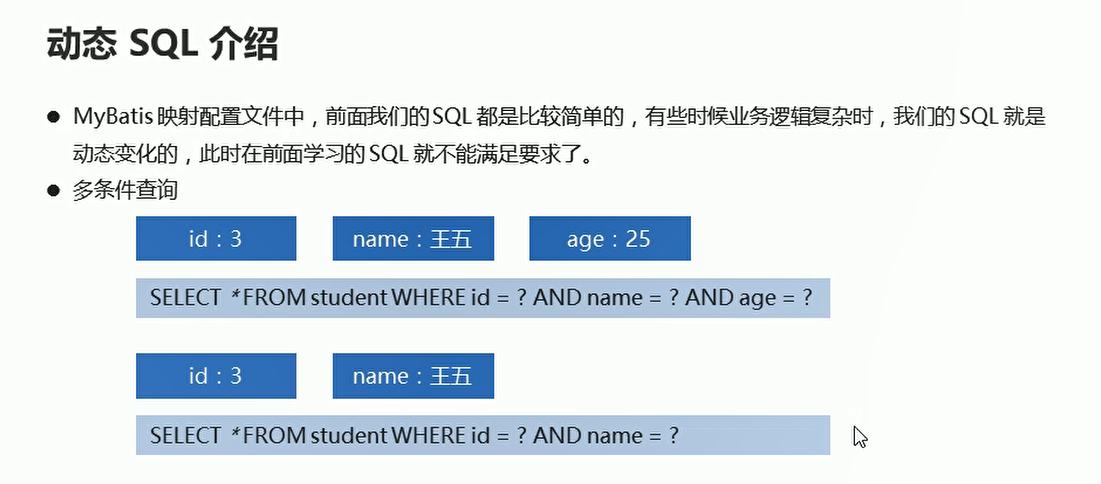 动态 SQL 介绍
● MyBatis 映射配置文件中，前面我们的 SQL 都是比较简单的，有些时候业务逻辑复杂时，我们的 SQL 就是
动态变化的，此时在前面学习的 SQL 就不能满足要求了。
● 多条件查询
id：3 name：王五 age：25
SELECT * FROM student WHERE id = ? AND name = ? AND age = ?
id：3 name：王五
SELECT * FROM student WHERE id = ? AND name = ?